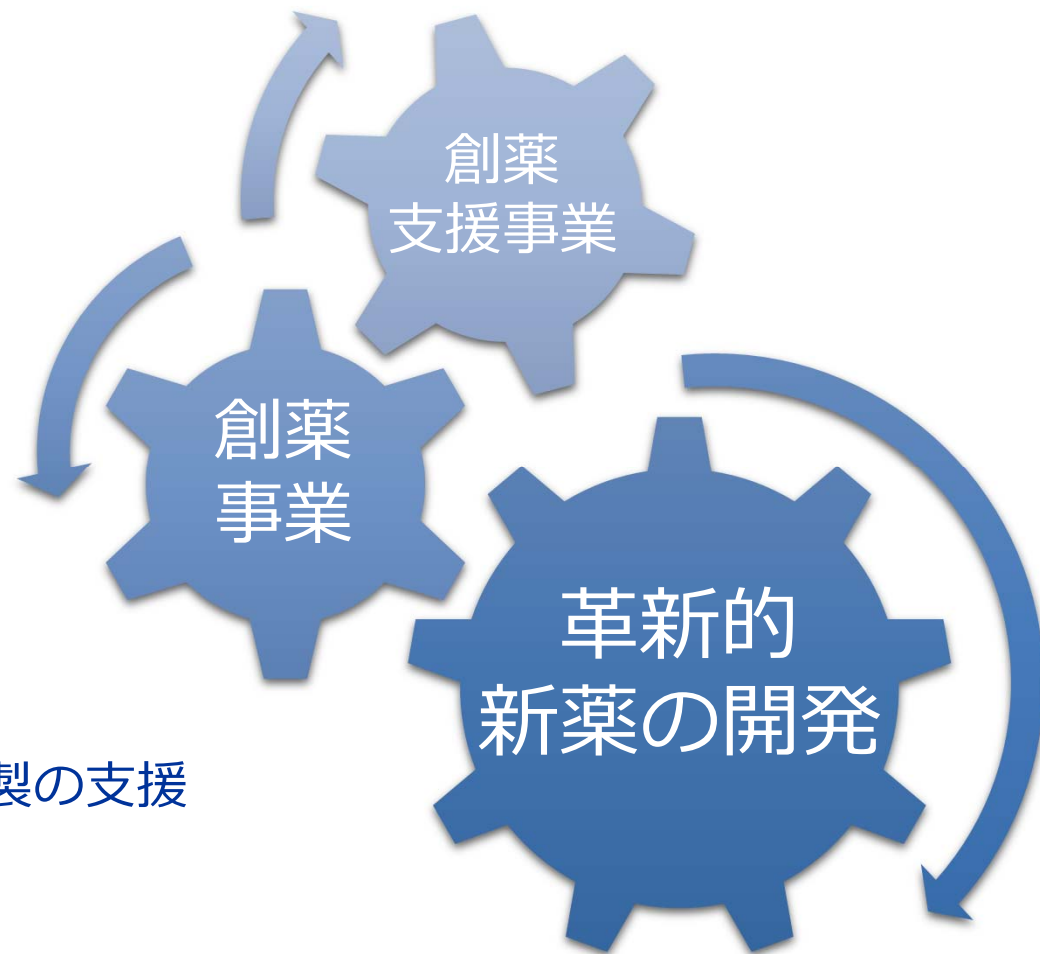 創薬
支援事業
創薬
事業
革新的
新薬の開発
製の支援